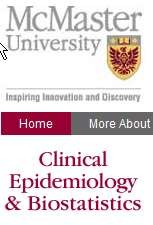 McMaster
University
Inspiring Innovation and Discovery
Home More About
Clinical
Epidemiology
& Biostatistics